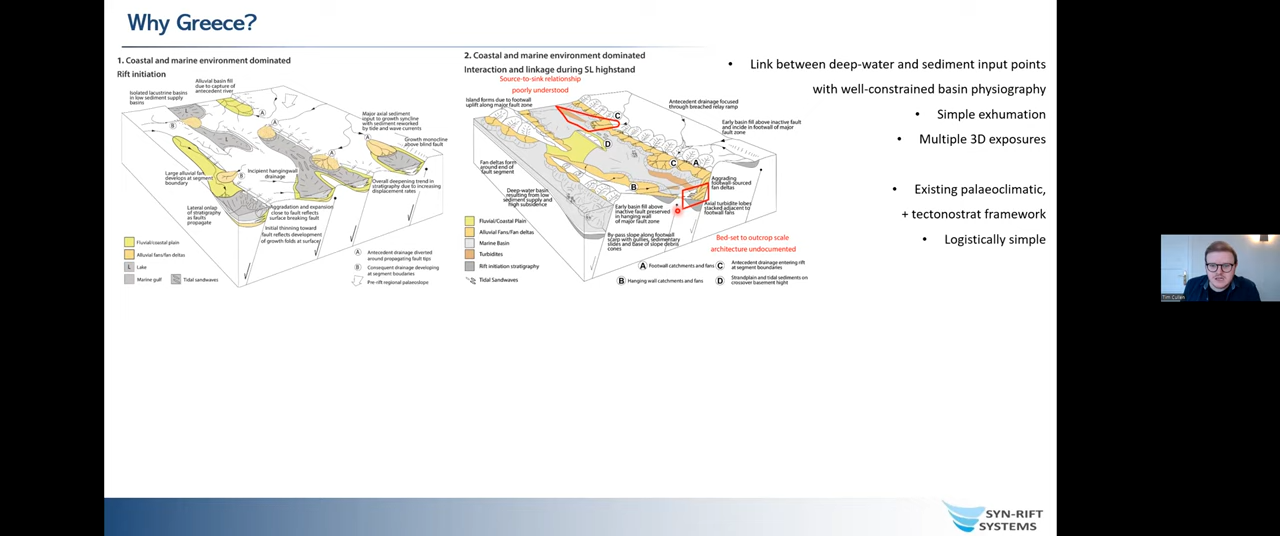 Why Greece?
1. Coastal and marine environment dominated
Rift initiation
Alluvial basin fill
due to capture of
antecedent river
Isolated lacustrine basins
in low sediment supply
basins
Major axial sediment
input to growth syncline
with sediment reworked
by tide and wave currents
Growth monocline
above blind fault
Large alluvial fan
develops at segment
boundary
Incipient hangingwall
drainage
Overall deepening trend in
stratigraphy due to increasing
displacement rates
Lateral onlap
of stratigraphy
as faults
propagate
Aggradation and expansion
close to fault reflects
surface breaking fault
Initial thinning toward
fault reflects development
of growth folds at surface
A
A
A
A
B
B
L
L
Fluvial/coastal plain
Alluvial fans/fan deltas
L Lake
Marine gulf
Tidal sandwaves
A Antecedent drainage diverted
around propagating fault tips
B Consequent drainage developing
at segment boudaries
Pre-rift regional palaeoslope
2. Coastal and marine environment dominated
Interaction and linkage during SL highstand
Source-to-sink relationship
poorly understood
Island forms due to footwall
uplift along major fault zone
Antecedent drainage focused
through breached relay ramp
Early basin fill above inactive fault
and incide in footwall of major
fault zone
C
D
C
A
B
Fan deltas form
around end of
fault segment
Deep-water basin
resulting from low
sediment supply and
high subsidence
Aggrading
footwall-sourced
fan deltas
Axial turbidite lobes
stacked adjacent to
footwall fans
Early basin fill above
inactive fault preserved
in hanging wall
of major fault zone
By-pass slope along footwall
scarp with gullies, sedimentary
slides and base of slope debris
cones
Bed-set to outcrop scale
architecture undocumented
Fluvial/Coastal Plain
Alluvial Fans/Fan deltas
Marine Basin
Turbidites
Rift initiation stratigraphy
Tidal Sandwaves
A Footwall catchments and fans
B Hanging wall catchments and fans
C Antecedent drainage entering rift
at segment boundaries
D Strandplain and tidal sediments on
crossover basement hight
• Link between deep-water and sediment input points
with well-constrained basin physiography
• Simple exhumation
• Multiple 3D exposures
• Existing palaeoclimatic,
+ tectonostrat framework
• Logistically simple
SYN-RIFT
SYSTEMS